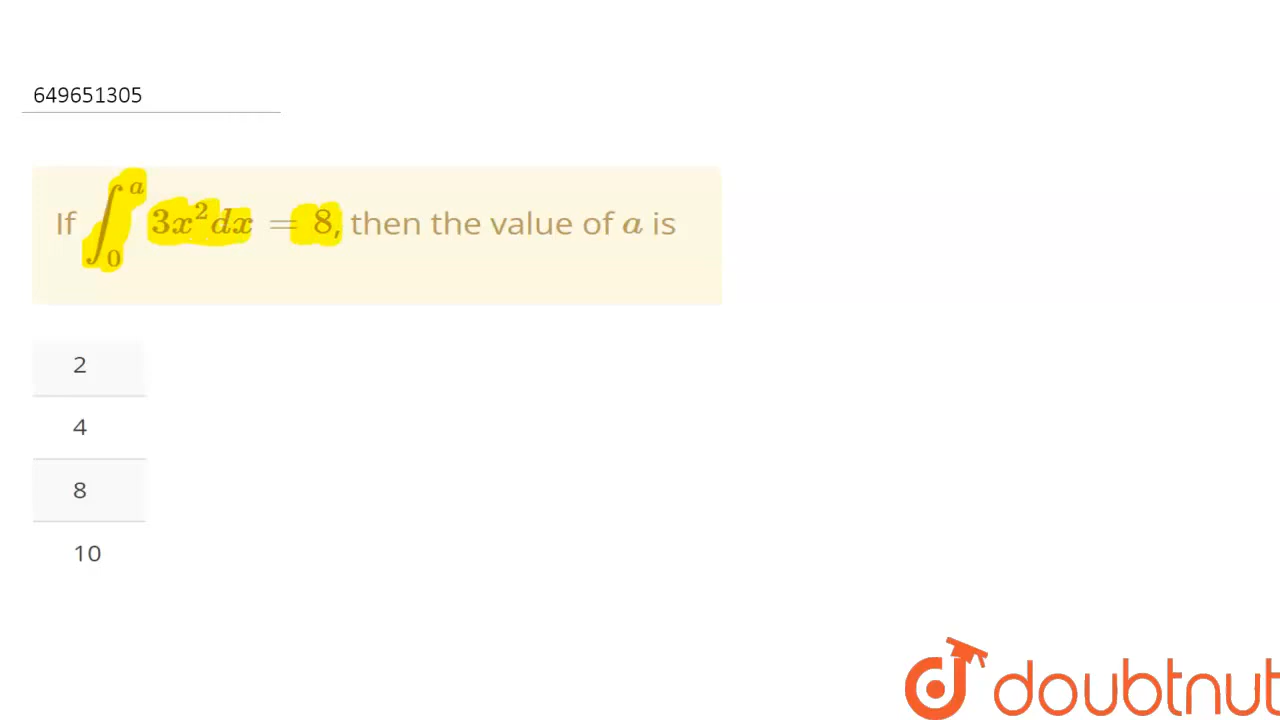 649651305
If ∫₀ᵃ 3x²dx = 8, then the value of a is
2
4
8
10
doubtnut